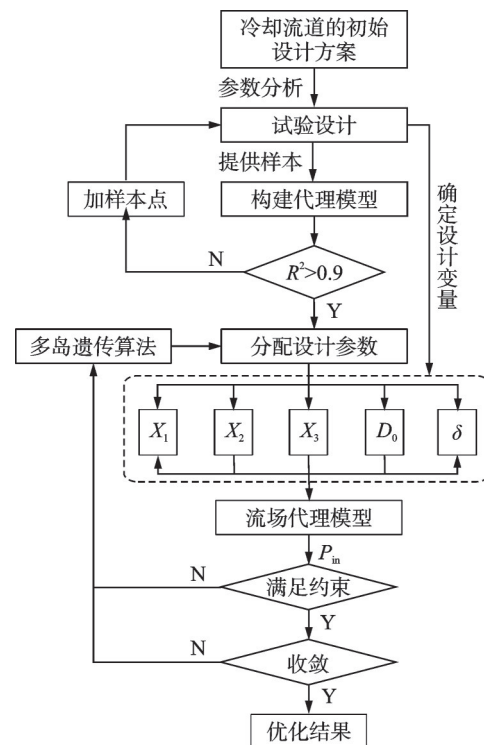 冷却流道的初始
设计方案
参数分析
试验设计
提供样本
加样本点
构建代理模型
确定设计变量
N
R²>0.9
Y
多岛遗传算法
分配设计参数
X₁
X₂
X₃
D₀
δ
流场代理模型
Pᵢₙ
N
满足约束
Y
N
收敛
Y
优化结果